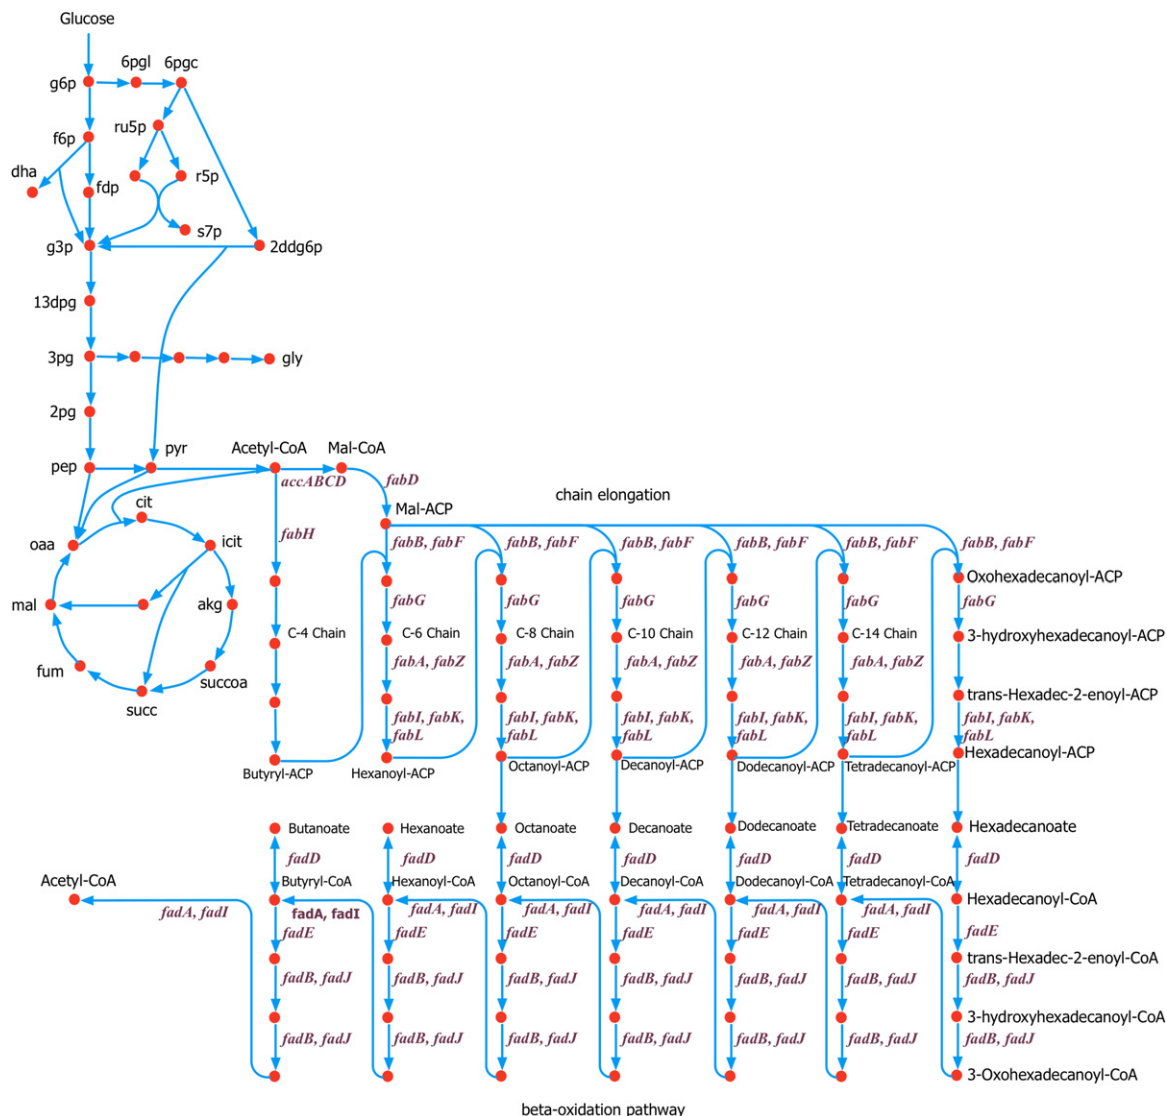 Glucose
6pgl 6pgc
g6p
ru5p
f6p
dha fdp r5p
s7p
g3p 2ddg6p
13dpg
3pg gly
2pg
pyr Acetyl-CoA Mal-CoA
pep
accABCD fabD
chain elongation
cit Mal-ACP
fabH
oaa icit fabB, fabF fabB, fabF fabB, fabF fabB, fabF fabB, fabF fabB, fabF
Oxohexadecanoyl-ACP
mal akg fabG fabG fabG fabG fabG fabG
C-4 Chain C-6 Chain C-8 Chain C-10 Chain C-12 Chain C-14 Chain 3-hydroxyhexadecanoyl-ACP
fum succoa fabA, fabZ fabA, fabZ fabA, fabZ fabA, fabZ fabA, fabZ
succ trans-Hexadec-2-enoyl-ACP
fabI, fabK, fabI, fabK, fabI, fabK, fabI, fabK, fabI, fabK, fabI, fabK,
fabL fabL fabL fabL fabL fabL
Hexadecanoyl-ACP
Butyryl-ACP Hexanoyl-ACP Octanoyl-ACP Decanoyl-ACP Dodecanoyl-ACP Tetradecanoyl-ACP
Butanoate Hexanoate Octanoate Decanoate Dodecanoate Tetradecanoate Hexadecanoate
fadD fadD fadD fadD fadD fadD fadD
Acetyl-CoA Butyryl-CoA Hexanoyl-CoA Octanoyl-CoA Decanoyl-CoA Dodecanoyl-CoA Tetradecanoyl-CoA Hexadecanoyl-CoA
fadA, fadI fadA, fadI fadA, fadI fadA, fadI fadA, fadI fadA, fadI fadA, fadI
fadE fadE fadE fadE fadE fadE fadE
trans-Hexadec-2-enoyl-CoA
fadB, fadJ fadB, fadJ fadB, fadJ fadB, fadJ fadB, fadJ fadB, fadJ fadB, fadJ
3-hydroxyhexadecanoyl-CoA
fadB, fadJ fadB, fadJ fadB, fadJ fadB, fadJ fadB, fadJ fadB, fadJ fadB, fadJ
3-Oxohexadecanoyl-CoA
beta-oxidation pathway